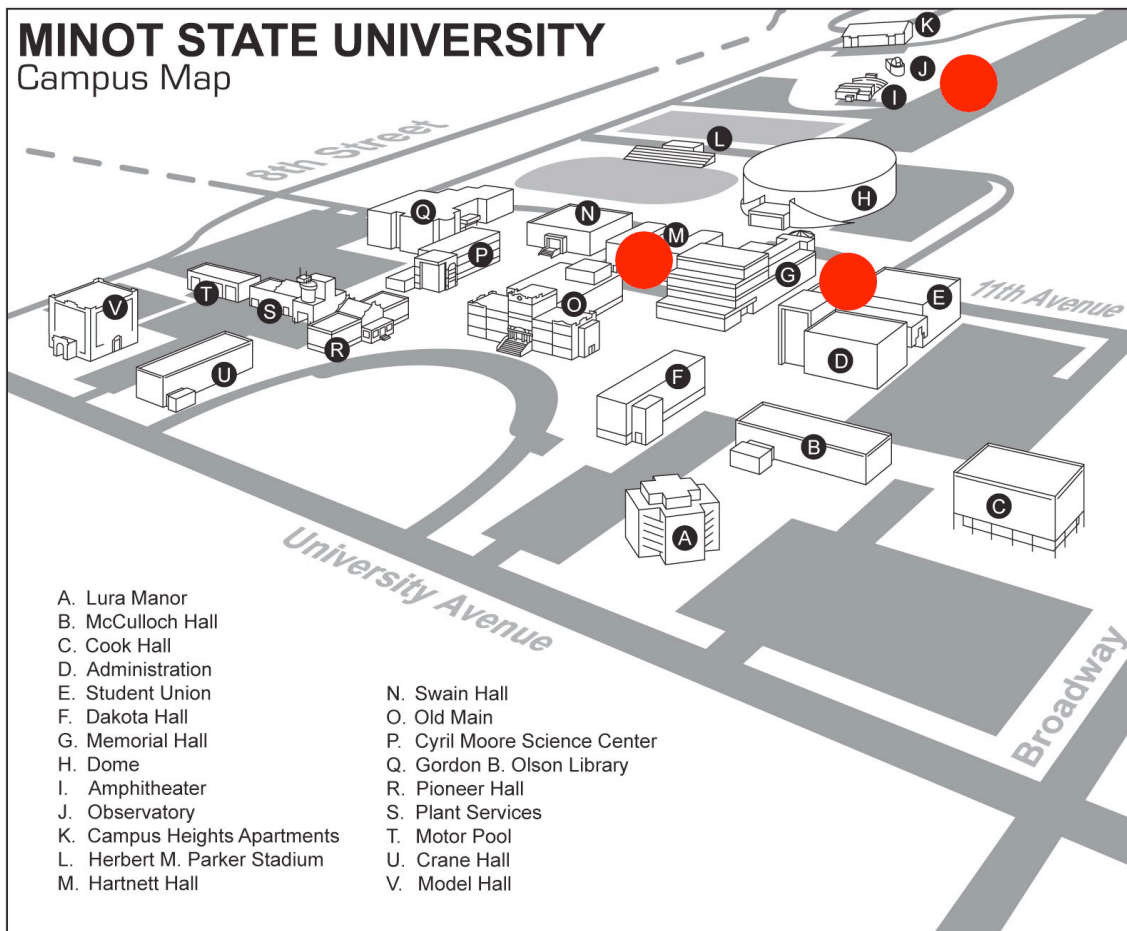 MINOT STATE UNIVERSITY
Campus Map
K
J
I
8th Street
L
H
Q
N
M
P
G
T
S
O
E
V
R
11th Avenue
D
U
F
B
C
A
University Avenue
Broadway
A. Lura Manor
B. McCulloch Hall
C. Cook Hall
D. Administration
E. Student Union
F. Dakota Hall
G. Memorial Hall
H. Dome
I. Amphitheater
J. Observatory
K. Campus Heights Apartments
L. Herbert M. Parker Stadium
M. Hartnett Hall
N. Swain Hall
O. Old Main
P. Cyril Moore Science Center
Q. Gordon B. Olson Library
R. Pioneer Hall
S. Plant Services
T. Motor Pool
U. Crane Hall
V. Model Hall